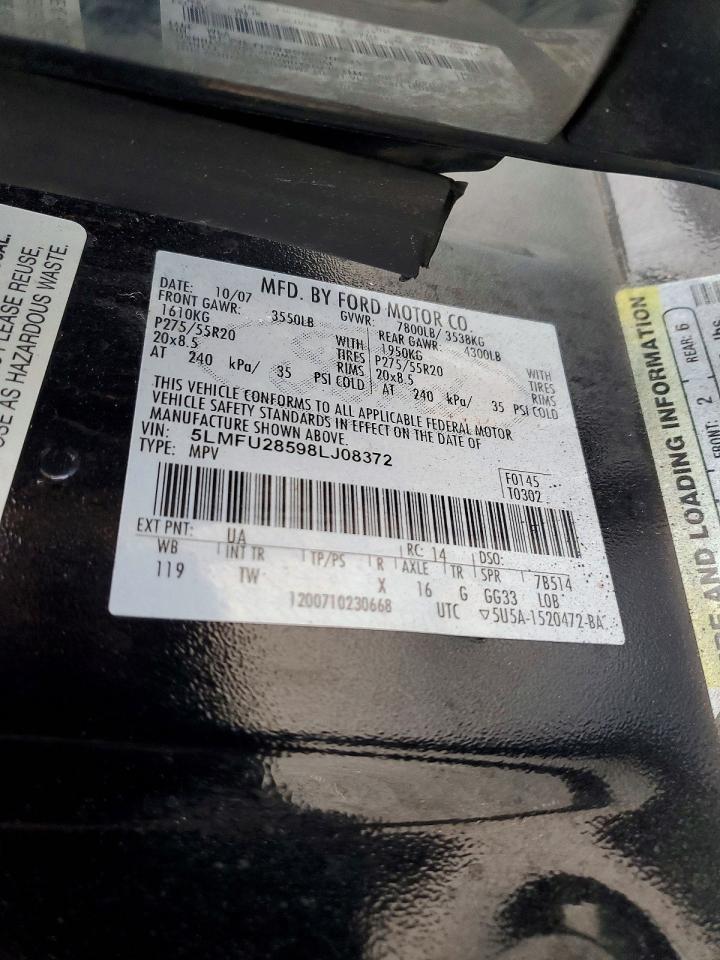 MFD. BY FORD MOTOR CO.
DATE: 10/07 GVWR: 7800LB/ 3538KG
FRONT GAWR: 3550LB REAR GAWR: 4300LB
1610KG WITH 1950KG WITH
P275/55R20 TIRES P275/55R20 TIRES
20x8.5 RIMS 20x8.5 RIMS
AT 240 kPa/ 35 PSI COLD AT 240 kPa/ 35 PSI COLD
THIS VEHICLE CONFORMS TO ALL APPLICABLE FEDERAL MOTOR
VEHICLE SAFETY STANDARDS IN EFFECT ON THE DATE OF
MANUFACTURE SHOWN ABOVE.
VIN: 5LMFU28598LJ08372
TYPE: MPV
F0145
T0302
EXT PNT: UA RC: 14 DSO:
WB INT TR TP/PS R AXLE TR SPR 7B514
119 TW X 16 G GG33 LOB
1200710230668 UTC ▽5U5A-1520472-BA
LEASE REUSE,
USE AS HAZARDOUS WASTE.
AND LOADING INFORMATION
FRONT: 2 REAR: 6